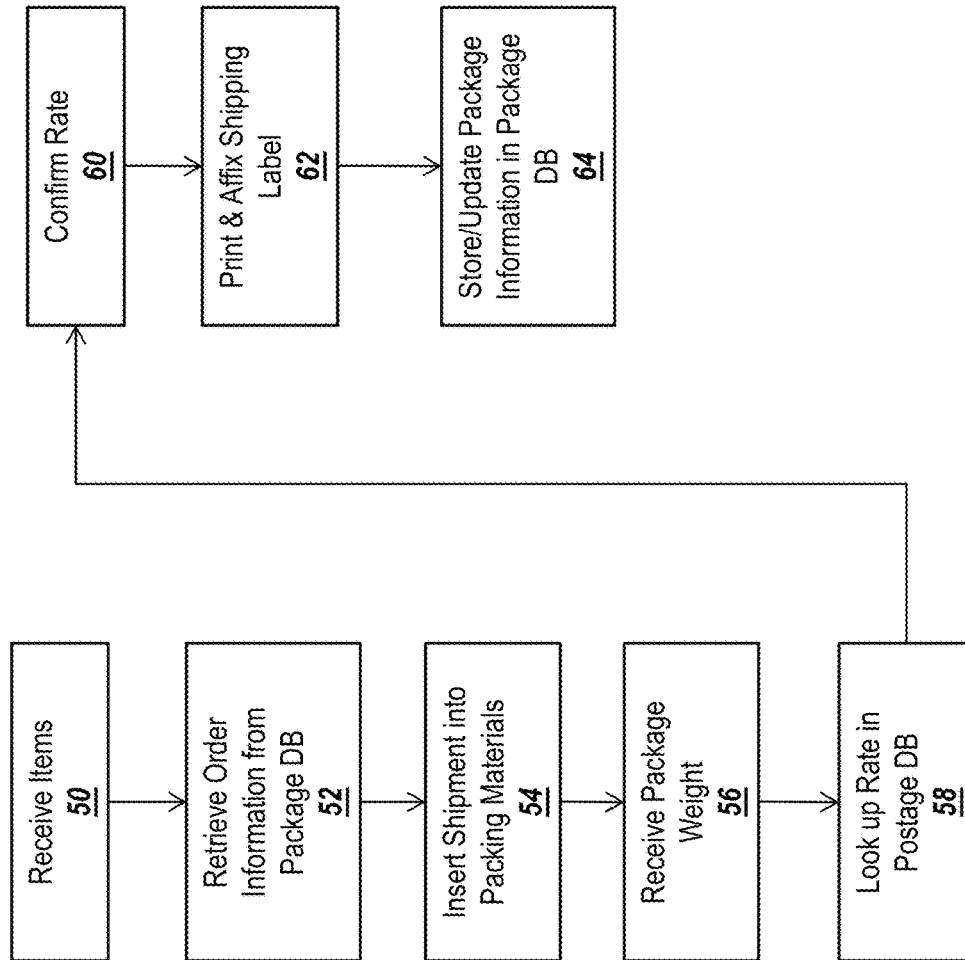 Receive Items
50
Retrieve Order
Information from
Package DB
52
Insert Shipment into
Packing Materials
54
Receive Package
Weight
56
Look up Rate in
Postage DB
58
Confirm Rate
60
Print & Affix Shipping
Label
62
Store/Update Package
Information in Package
DB
64